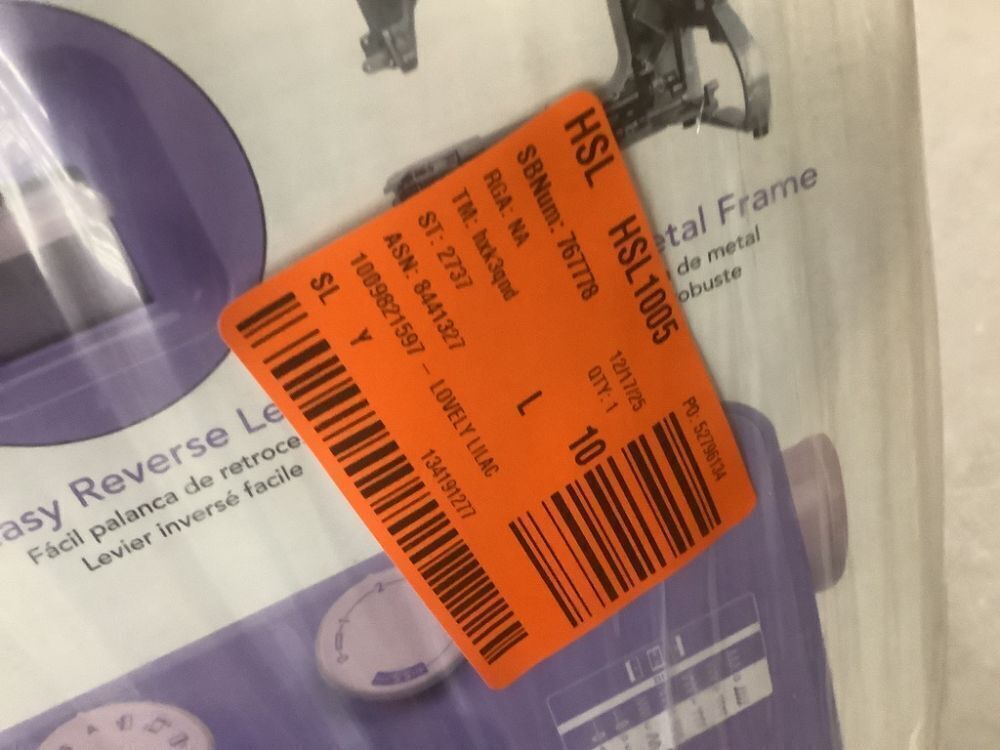 HSL HSL1005
SBNum: 767778
RGA: NA
12/17/25
PO: 52796134
TM: hxk3qnd
QTY: 1
ST: 2737
L
10
ASN: 8441327
1009821597 - LOVELY LILAC
SL Y
134191277
etal Frame
de metal
obuste
asy Reverse Le
Fácil palanca de retroce
Levier inversé facile